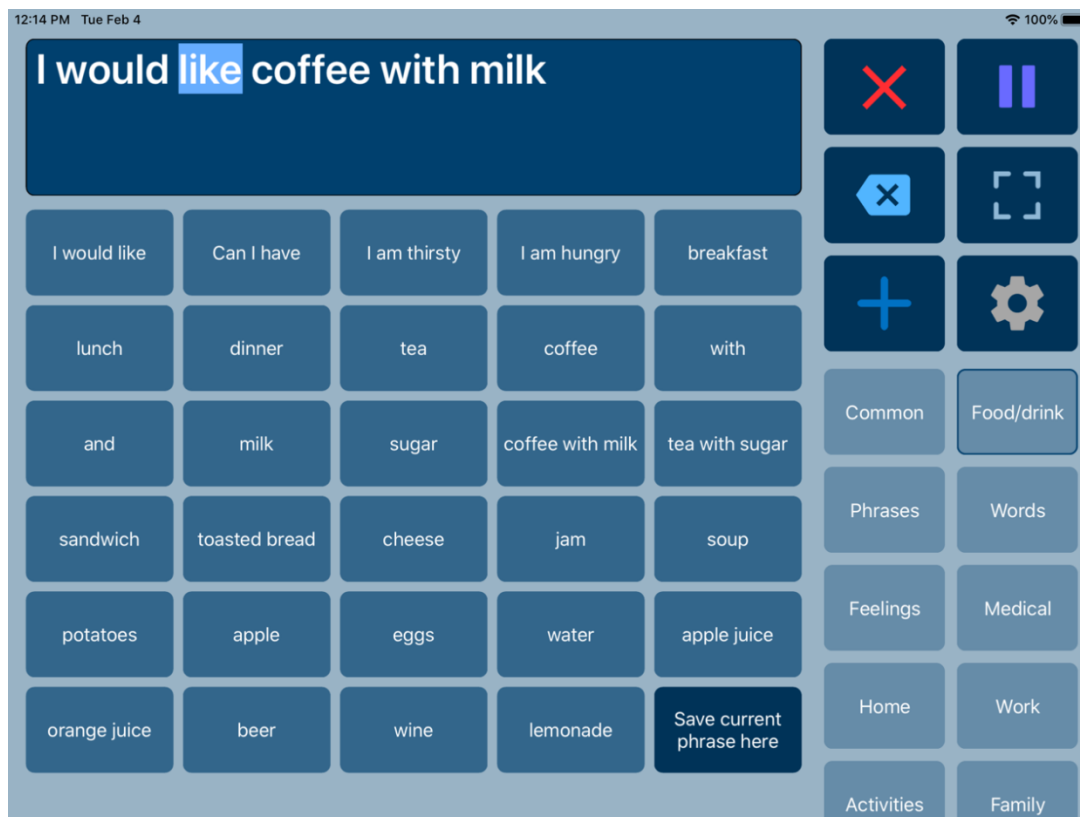 12:14 PM Tue Feb 4
100%
I would like coffee with milk
I would like
Can I have
I am thirsty
I am hungry
breakfast
lunch
dinner
tea
coffee
with
and
milk
sugar
coffee with milk
tea with sugar
sandwich
toasted bread
cheese
jam
soup
potatoes
apple
eggs
water
apple juice
orange juice
beer
wine
lemonade
Save current
phrase here
Common
Food/drink
Phrases
Words
Feelings
Medical
Home
Work
Activities
Family